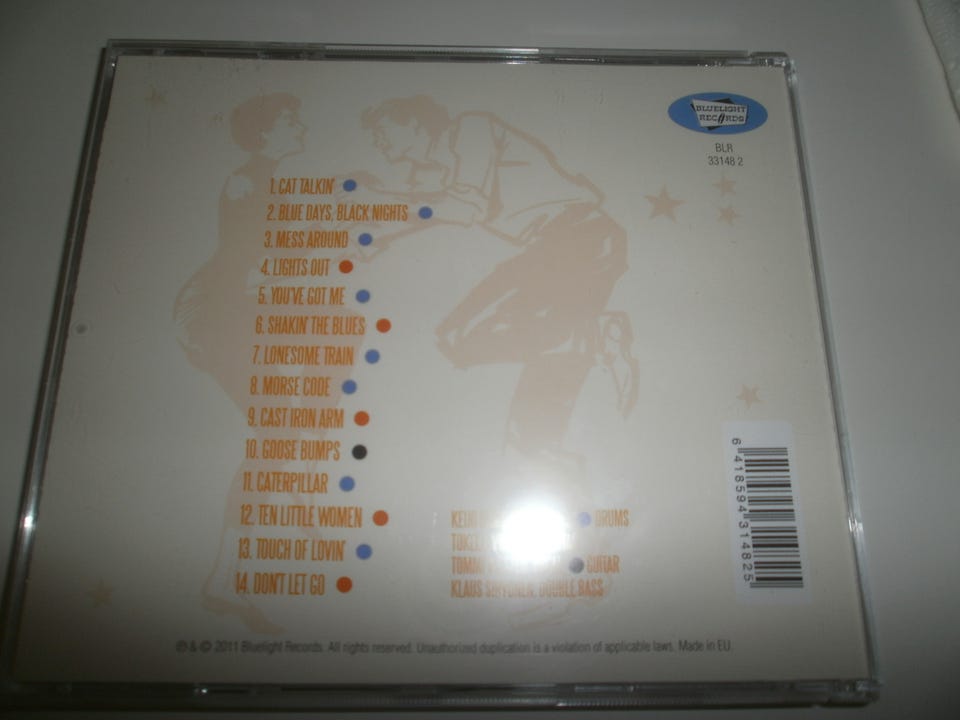 BLUELIGHT
RECORDS
BLR
33148 2
1. CAT TALKIN'
2. BLUE DAYS, BLACK NIGHTS
3. MESS AROUND
4. LIGHTS OUT
5. YOU'VE GOT ME
6. SHAKIN' THE BLUES
7. LONESOME TRAIN
8. MORSE CODE
9. CAST IRON ARM
10. GOOSE BUMPS
11. CATERPILLAR
12. TEN LITTLE WOMEN
13. TOUCH OF LOVIN'
14. DON'T LET GO
DRUMS
GUITAR
KLAUS DOUBLE BASS
6 418594 314825
℗ & © 2011 Bluelight Records. All rights reserved. Unauthorized duplication is a violation of applicable laws. Made in EU.